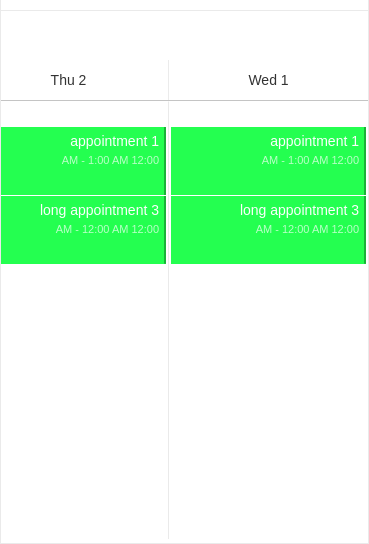 Thu 2
Wed 1
appointment 1
AM - 1:00 AM 12:00
long appointment 3
AM - 12:00 AM 12:00
appointment 1
AM - 1:00 AM 12:00
long appointment 3
AM - 12:00 AM 12:00